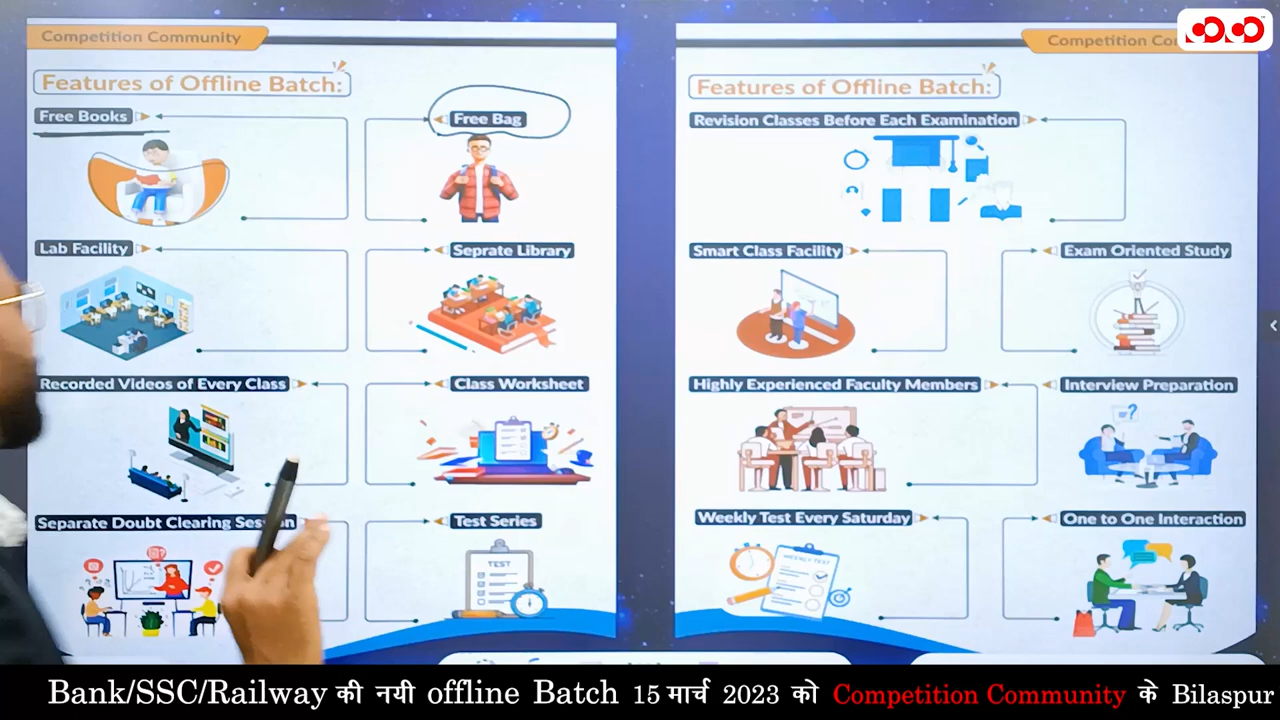 Competition Community
Features of Offline Batch:
Free Books
Free Bag
Lab Facility
Seprate Library
Recorded Videos of Every Class
Class Worksheet
Separate Doubt Clearing
Test Series
TEST
Competition
Features of Offline Batch:
Revision Classes Before Each Examination
Smart Class Facility
Exam Oriented Study
Highly Experienced Faculty Members
Interview Preparation
Weekly Test Every Saturday
One to One Interaction
WEEKLY TEST
Bank/SSC/Railway की नयी offline Batch 15 मार्च 2023 को Competition Community के Bilaspur